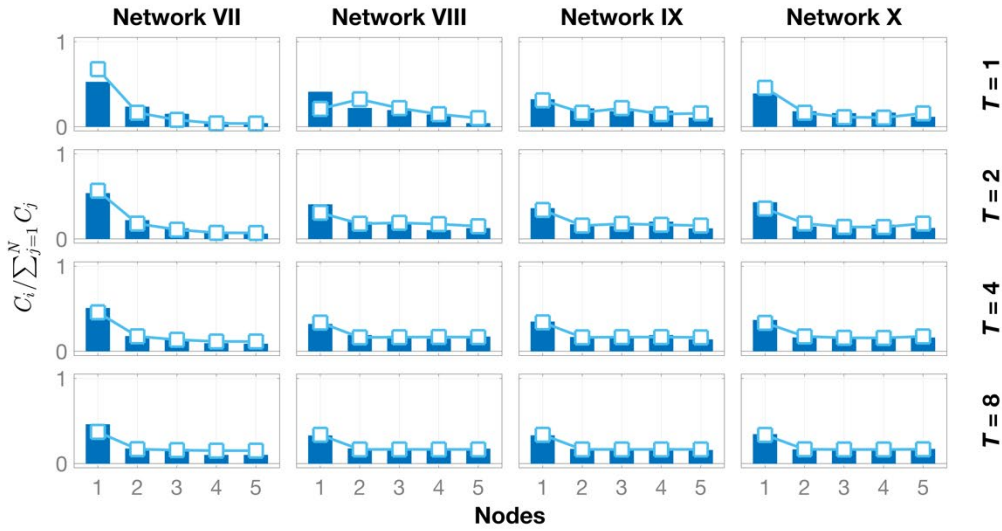 Network VII Network VIII Network IX Network X
1
0
T = 1
1
0
T = 2
$C_i / \sum_{j=1}^{N} C_j$
1
0
T = 4
1
0
T = 8
1 2 3 4 5 1 2 3 4 5 1 2 3 4 5 1 2 3 4 5
Nodes